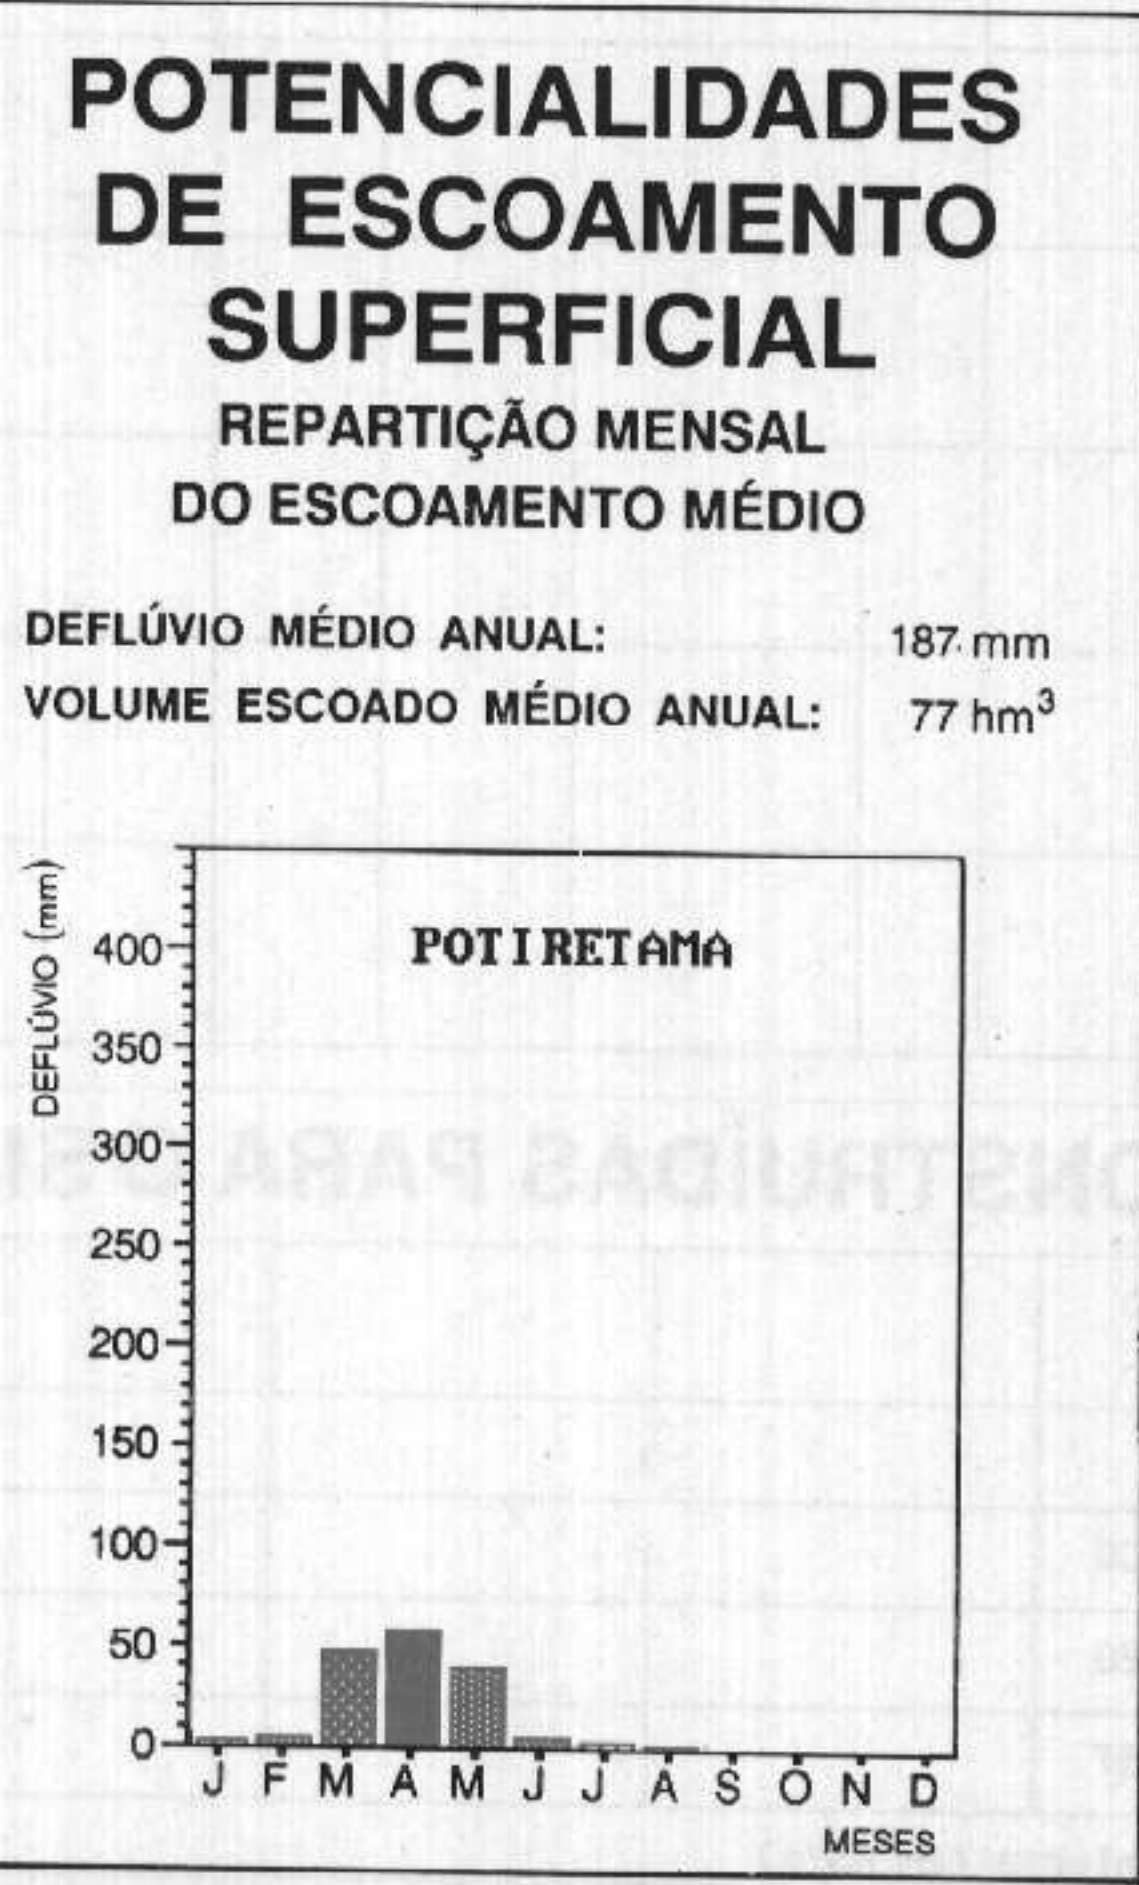 POTENCIALIDADES
DE ESCOAMENTO
SUPERFICIAL
REPARTIÇÃO MENSAL
DO ESCOAMENTO MÉDIO
DEFLÚVIO MÉDIO ANUAL: 187 mm
VOLUME ESCOADO MÉDIO ANUAL: 77 hm³
DEFLÚVIO (mm)
POTIRETAMA
400
350
300
250
200
150
100
50
0
J F M A M J J A S O N D
MESES